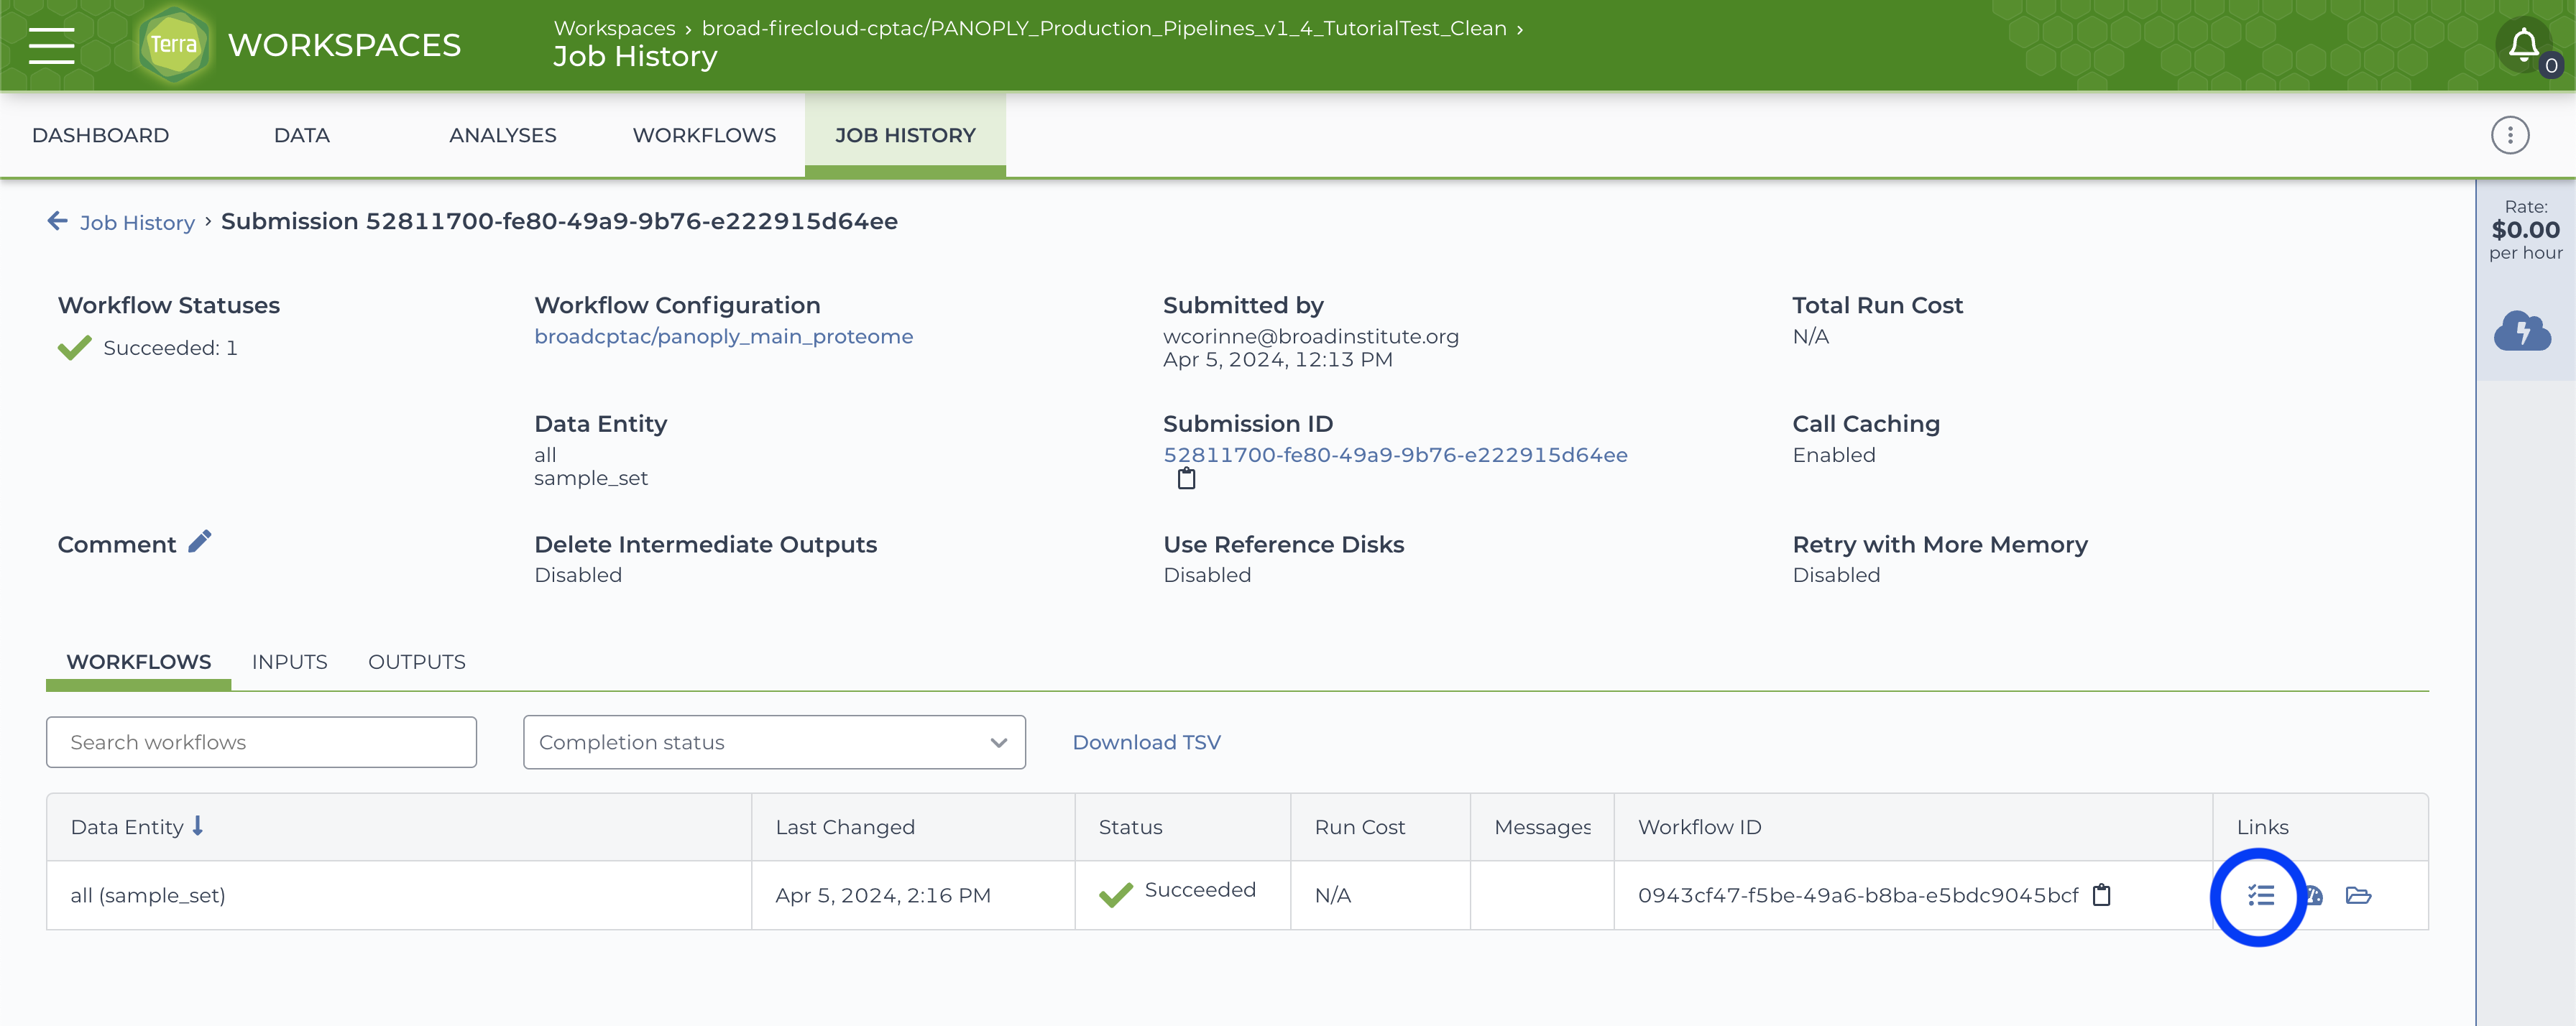 Terra
WORKSPACES
Workspaces › broad-firecloud-cptac/PANOPLY_Production_Pipelines_v1_4_TutorialTest_Clean ›
Job History
0
DASHBOARD DATA ANALYSES WORKFLOWS JOB HISTORY
Job History › Submission 52811700-fe80-49a9-9b76-e222915d64ee
Rate:
$0.00
per hour
Workflow Statuses
Succeeded: 1
Workflow Configuration
broadcptac/panoply_main_proteome
Submitted by
wcorinne@broadinstitute.org
Apr 5, 2024, 12:13 PM
Total Run Cost
N/A
Data Entity
all
sample_set
Submission ID
52811700-fe80-49a9-9b76-e222915d64ee
Call Caching
Enabled
Comment
Delete Intermediate Outputs
Disabled
Use Reference Disks
Disabled
Retry with More Memory
Disabled
WORKFLOWS INPUTS OUTPUTS
Search workflows
Completion status
Download TSV
Data Entity Last Changed Status Run Cost Messages Workflow ID Links
all (sample_set) Apr 5, 2024, 2:16 PM Succeeded N/A 0943cf47-f5be-49a6-b8ba-e5bdc9045bcf